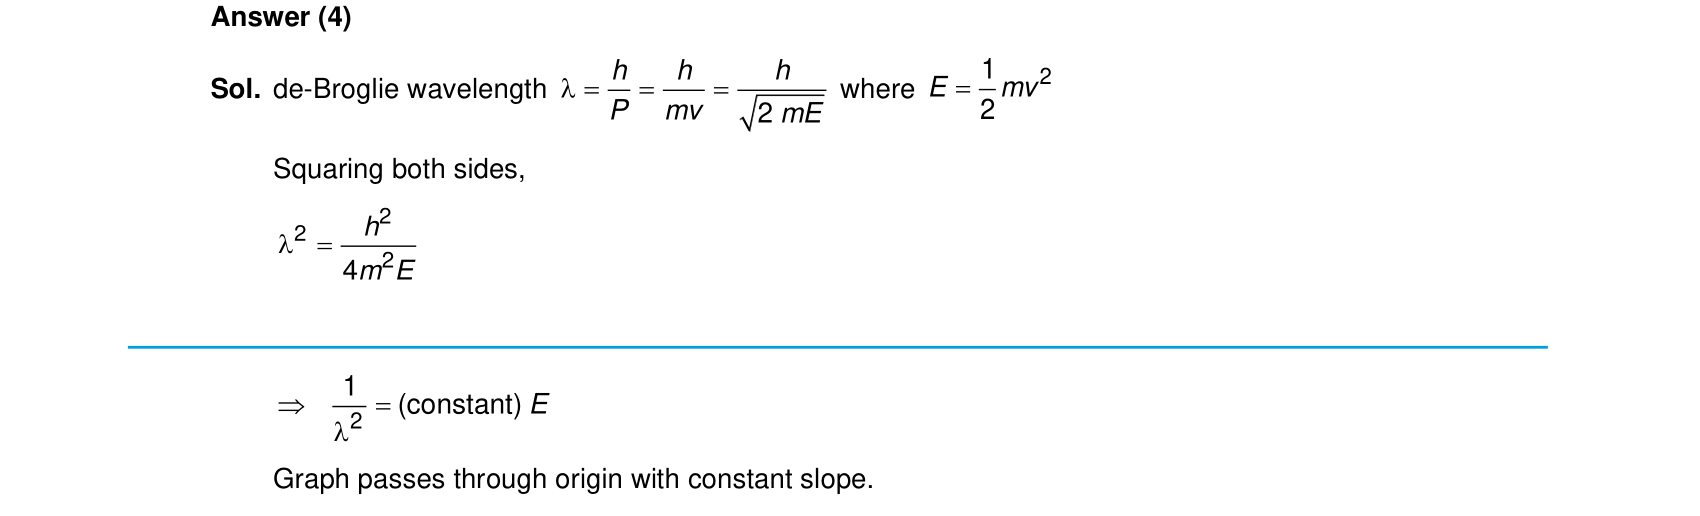 Answer (4)
Sol. de-Broglie wavelength λ = h/P = h/mv = h/√(2 mE) where E = 1/2 mv²
Squaring both sides,
λ² = h²/4m²E
⇒ 1/λ² = (constant) E
Graph passes through origin with constant slope.